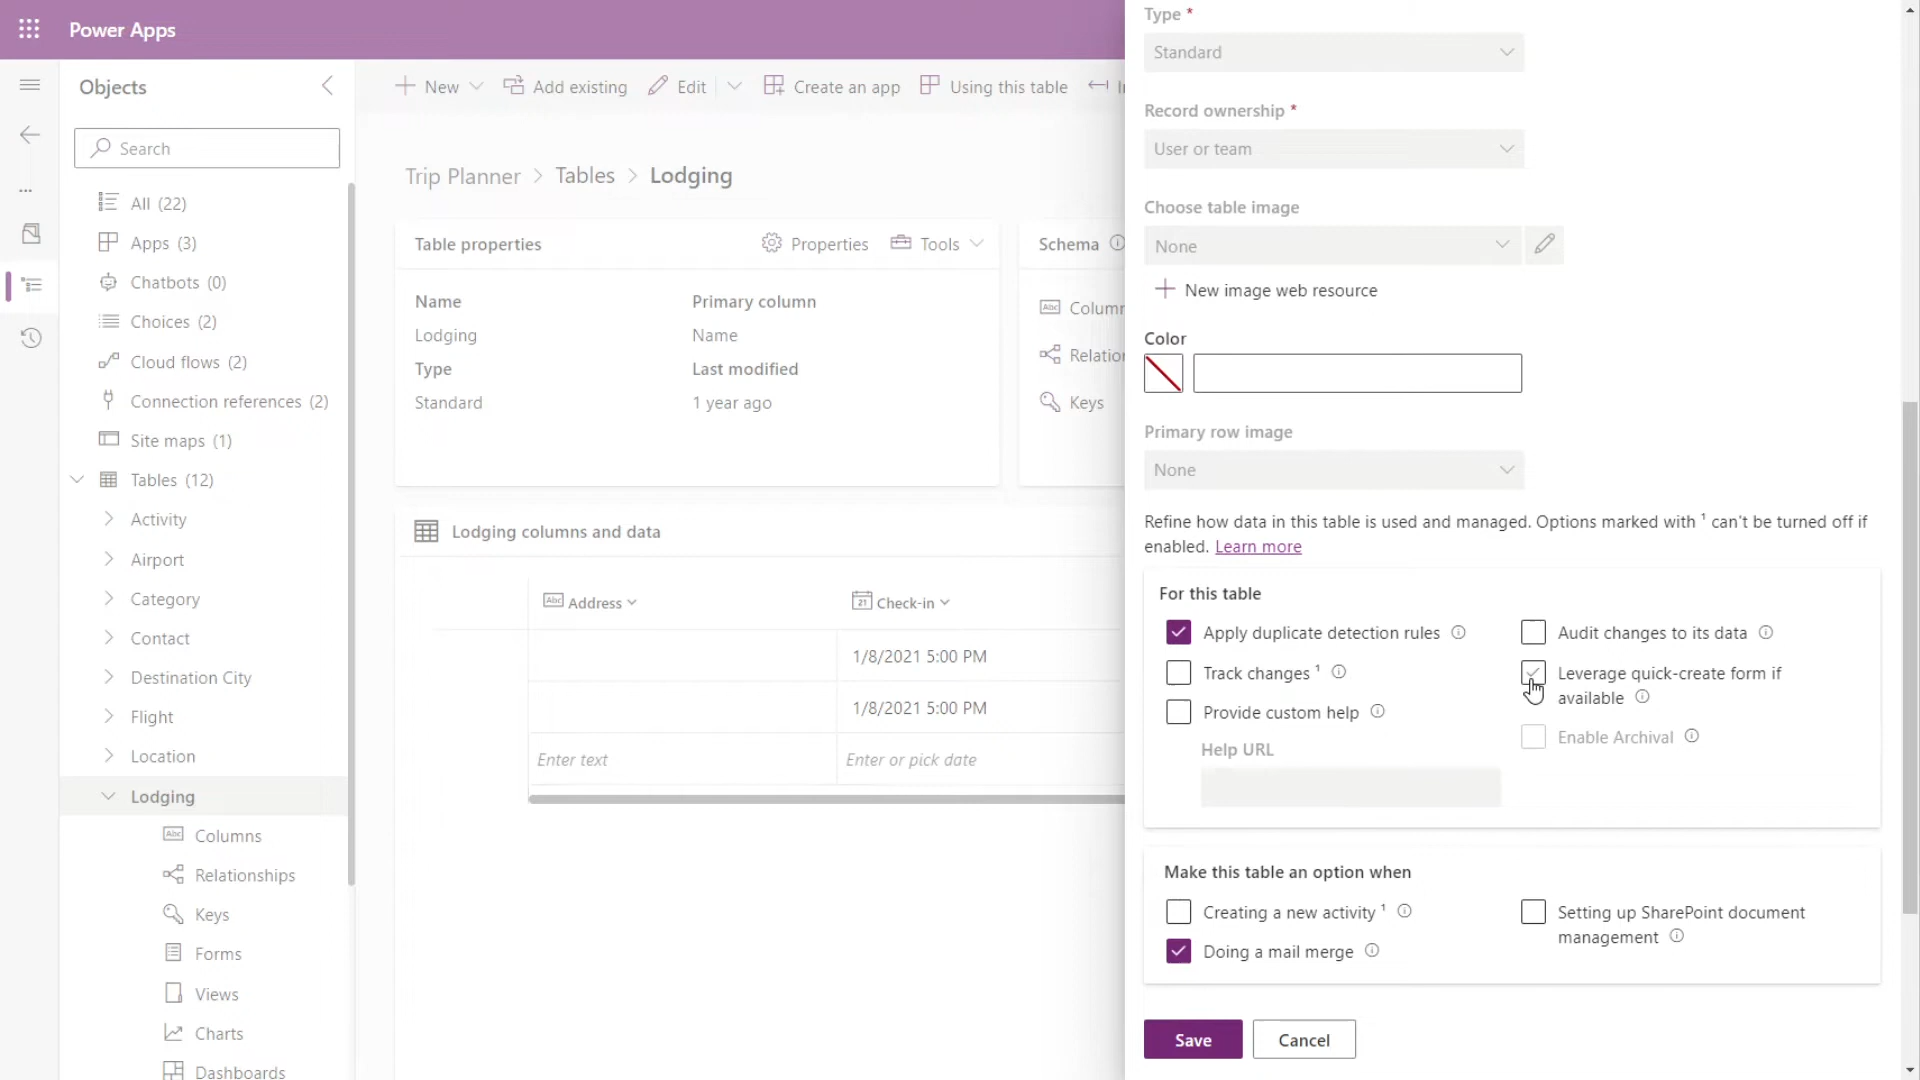 Power Apps
Objects
Search
All (22)
Apps (3)
Chatbots (0)
Choices (2)
Cloud flows (2)
Connection references (2)
Site maps (1)
Tables (12)
Activity
Airport
Category
Contact
Destination City
Flight
Location
Lodging
Columns
Relationships
Keys
Forms
Views
Charts
Dashboards
New
Add existing
Edit
Create an app
Using this table
Trip Planner > Tables > Lodging
Table properties
Properties
Tools
Name
Primary column
Lodging
Name
Type
Last modified
Standard
1 year ago
Schema
Keys
Lodging columns and data
Abc Address
21 Check-in
1/8/2021 5:00 PM
1/8/2021 5:00 PM
Enter text
Enter or pick date
Type *
Standard
Record ownership *
User or team
Choose table image
None
New image web resource
Color
Primary row image
None
Refine how data in this table is used and managed. Options marked with ¹ can't be turned off if
enabled. Learn more
For this table
Apply duplicate detection rules
Audit changes to its data
Track changes ¹
Leverage quick-create form if
available
Provide custom help
Enable Archival
Help URL
Make this table an option when
Creating a new activity ¹
Setting up SharePoint document
management
Doing a mail merge
Save
Cancel